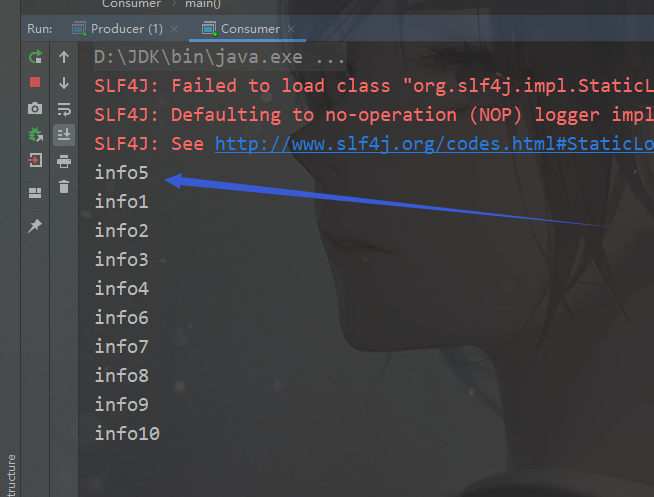 Consumer › main()
Run: Producer (1) × Consumer ×
D:\JDK\bin\java.exe ...
SLF4J: Failed to load class "org.slf4j.impl.StaticL
SLF4J: Defaulting to no-operation (NOP) logger impl
SLF4J: See http://www.slf4j.org/codes.html#StaticLo
info5
info1
info2
info3
info4
info6
info7
info8
info9
info10
tructure